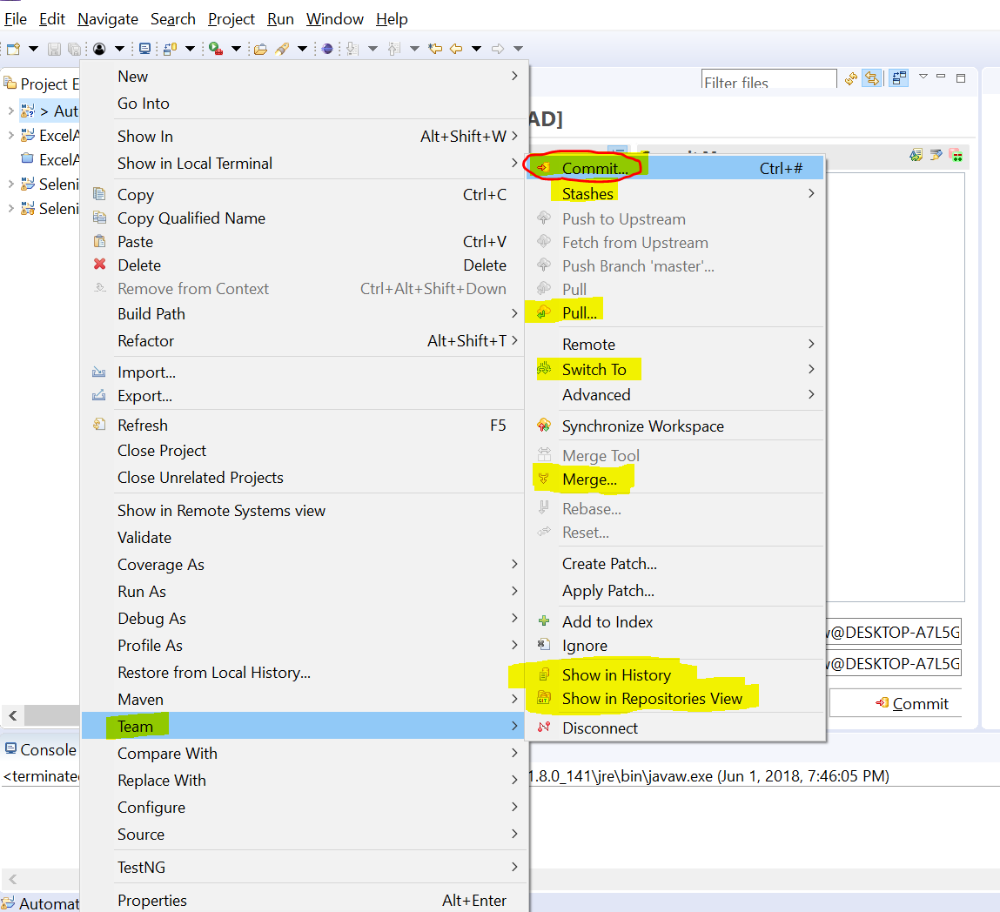 File Edit Navigate Search Project Run Window Help
Project E
Filter files
> Aut
ExcelA
ExcelA
Seleni
Seleni
AD]
New
Go Into
Show In Alt+Shift+W
Show in Local Terminal
Copy Ctrl+C
Copy Qualified Name
Paste Ctrl+V
Delete Delete
Remove from Context Ctrl+Alt+Shift+Down
Build Path
Refactor Alt+Shift+T
Import...
Export...
Refresh F5
Close Project
Close Unrelated Projects
Show in Remote Systems view
Validate
Coverage As
Run As
Debug As
Profile As
Restore from Local History...
Maven
Team
Compare With
Replace With
Configure
Source
TestNG
Properties Alt+Enter
Commit... Ctrl+#
Stashes
Push to Upstream
Fetch from Upstream
Push Branch 'master'...
Pull
Pull...
Remote
Switch To
Advanced
Synchronize Workspace
Merge Tool
Merge...
Rebase...
Reset...
Create Patch...
Apply Patch...
Add to Index
Ignore
Show in History
Show in Repositories View
Disconnect
@DESKTOP-A7L5G
@DESKTOP-A7L5G
Commit
Console
<terminated
1.8.0_141\jre\bin\javaw.exe (Jun 1, 2018, 7:46:05 PM)
Automat